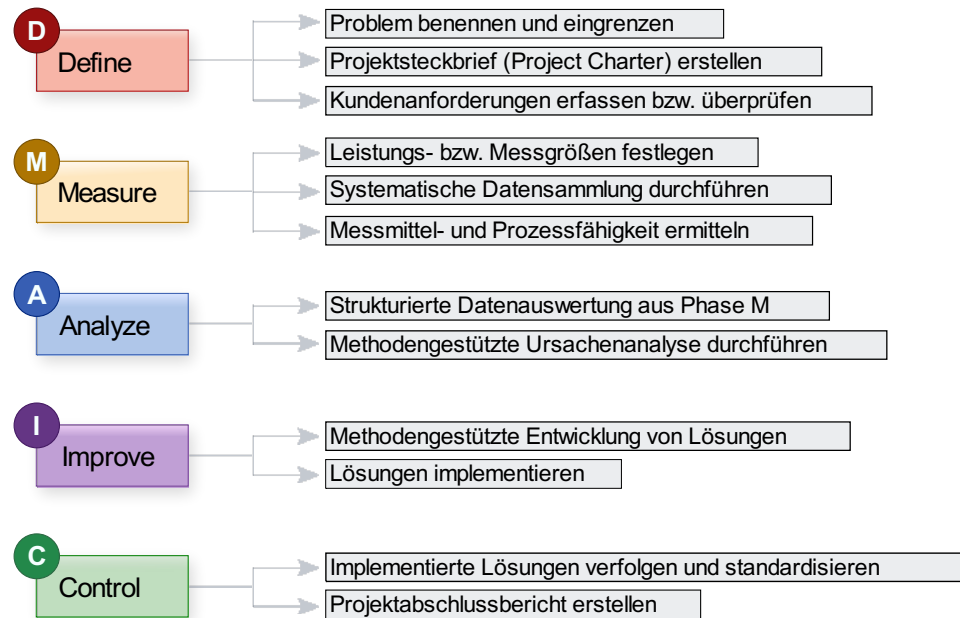 D
Define
Problem benennen und eingrenzen
Projektsteckbrief (Project Charter) erstellen
Kundenanforderungen erfassen bzw. überprüfen
M
Measure
Leistungs- bzw. Messgrößen festlegen
Systematische Datensammlung durchführen
Messmittel- und Prozessfähigkeit ermitteln
A
Analyze
Strukturierte Datenauswertung aus Phase M
Methodengestützte Ursachenanalyse durchführen
I
Improve
Methodengestützte Entwicklung von Lösungen
Lösungen implementieren
C
Control
Implementierte Lösungen verfolgen und standardisieren
Projektabschlussbericht erstellen